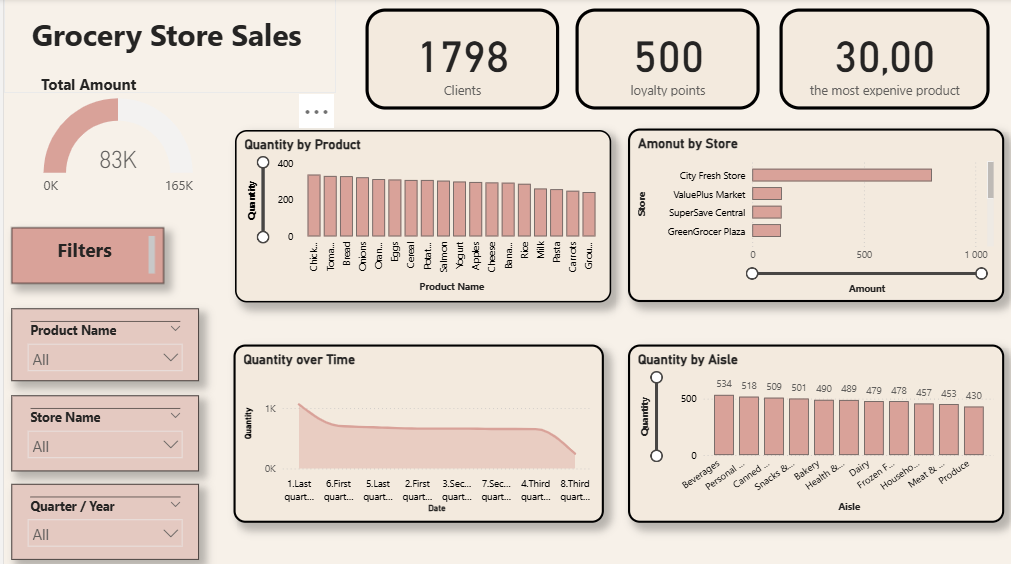 Grocery Store Sales
Total Amount
83K
0K
165K
1798
Clients
500
loyalty points
30,00
the most expenive product
Filters
Product Name
All
Store Name
All
Quarter / Year
All
Quantity by Product
Quantity
400
200
0
Chick...
Toma...
Bread
Onions
Oran...
Eggs
Cereal
Potat...
Salmon
Yogurt
Apples
Cheese
Bana...
Rice
Milk
Pasta
Carrots
Grou...
Product Name
Amonut by Store
Store
City Fresh Store
ValuePlus Market
SuperSave Central
GreenGrocer Plaza
0
500
1 000
Amount
Quantity over Time
Quantity
1K
0K
1.Last
quart...
6.First
quart...
5.Last
quart...
2.First
quart...
3.Sec...
quart...
7.Sec...
quart...
4.Third
quart...
8.Third
quart...
Date
Quantity by Aisle
Quantity
500
0
534
518
509
501
490
489
479
478
457
453
430
Beverages
Personal ...
Canned ...
Snacks &...
Bakery
Health &...
Dairy
Frozen F...
Househo...
Meat & ...
Produce
Aisle